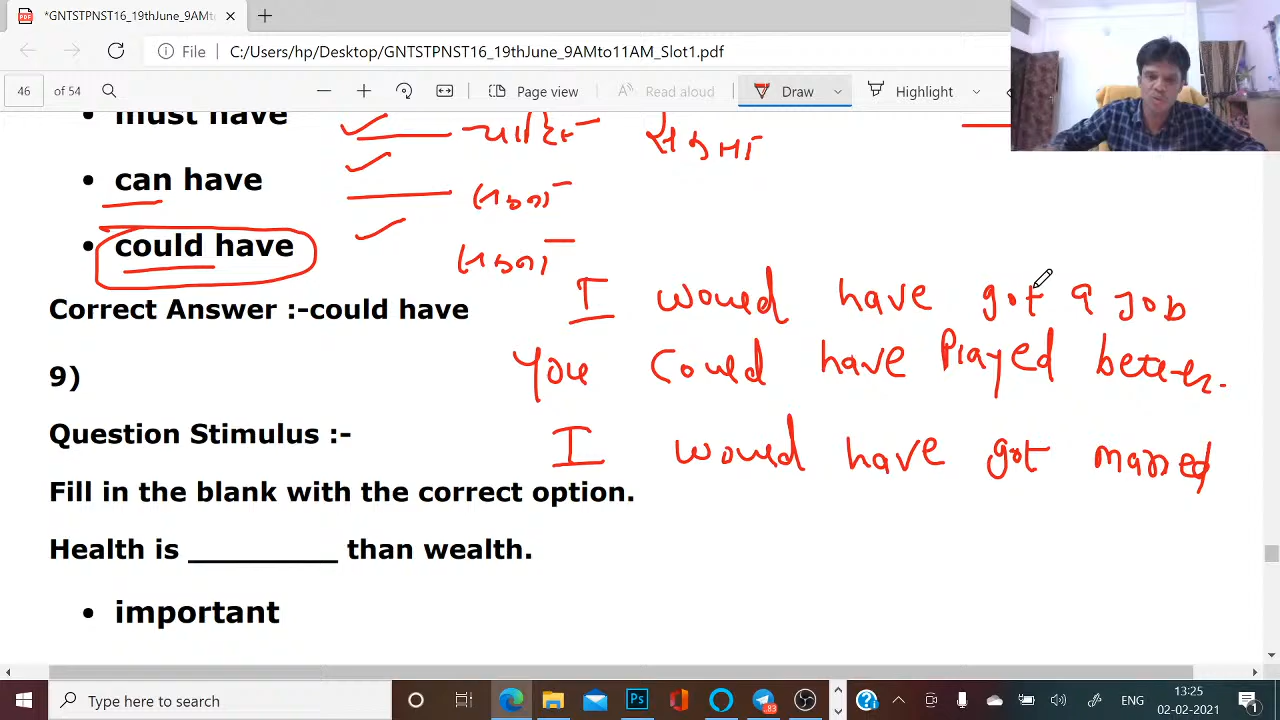 *GNTSTPNST16_19thJune_9AMt
File C:/Users/hp/Desktop/GNTSTPNST16_19thJune_9AMto11AM_Slot1.pdf
46 of 54 Page view Read aloud Draw Highlight
• must have
• can have
• could have
I would have got a job
Correct Answer :-could have
You could have Played better.
9)
I would have got married
Question Stimulus :-
Fill in the blank with the correct option.
Health is __________ than wealth.
• important
Type here to search
ENG 13:25
02-02-2021